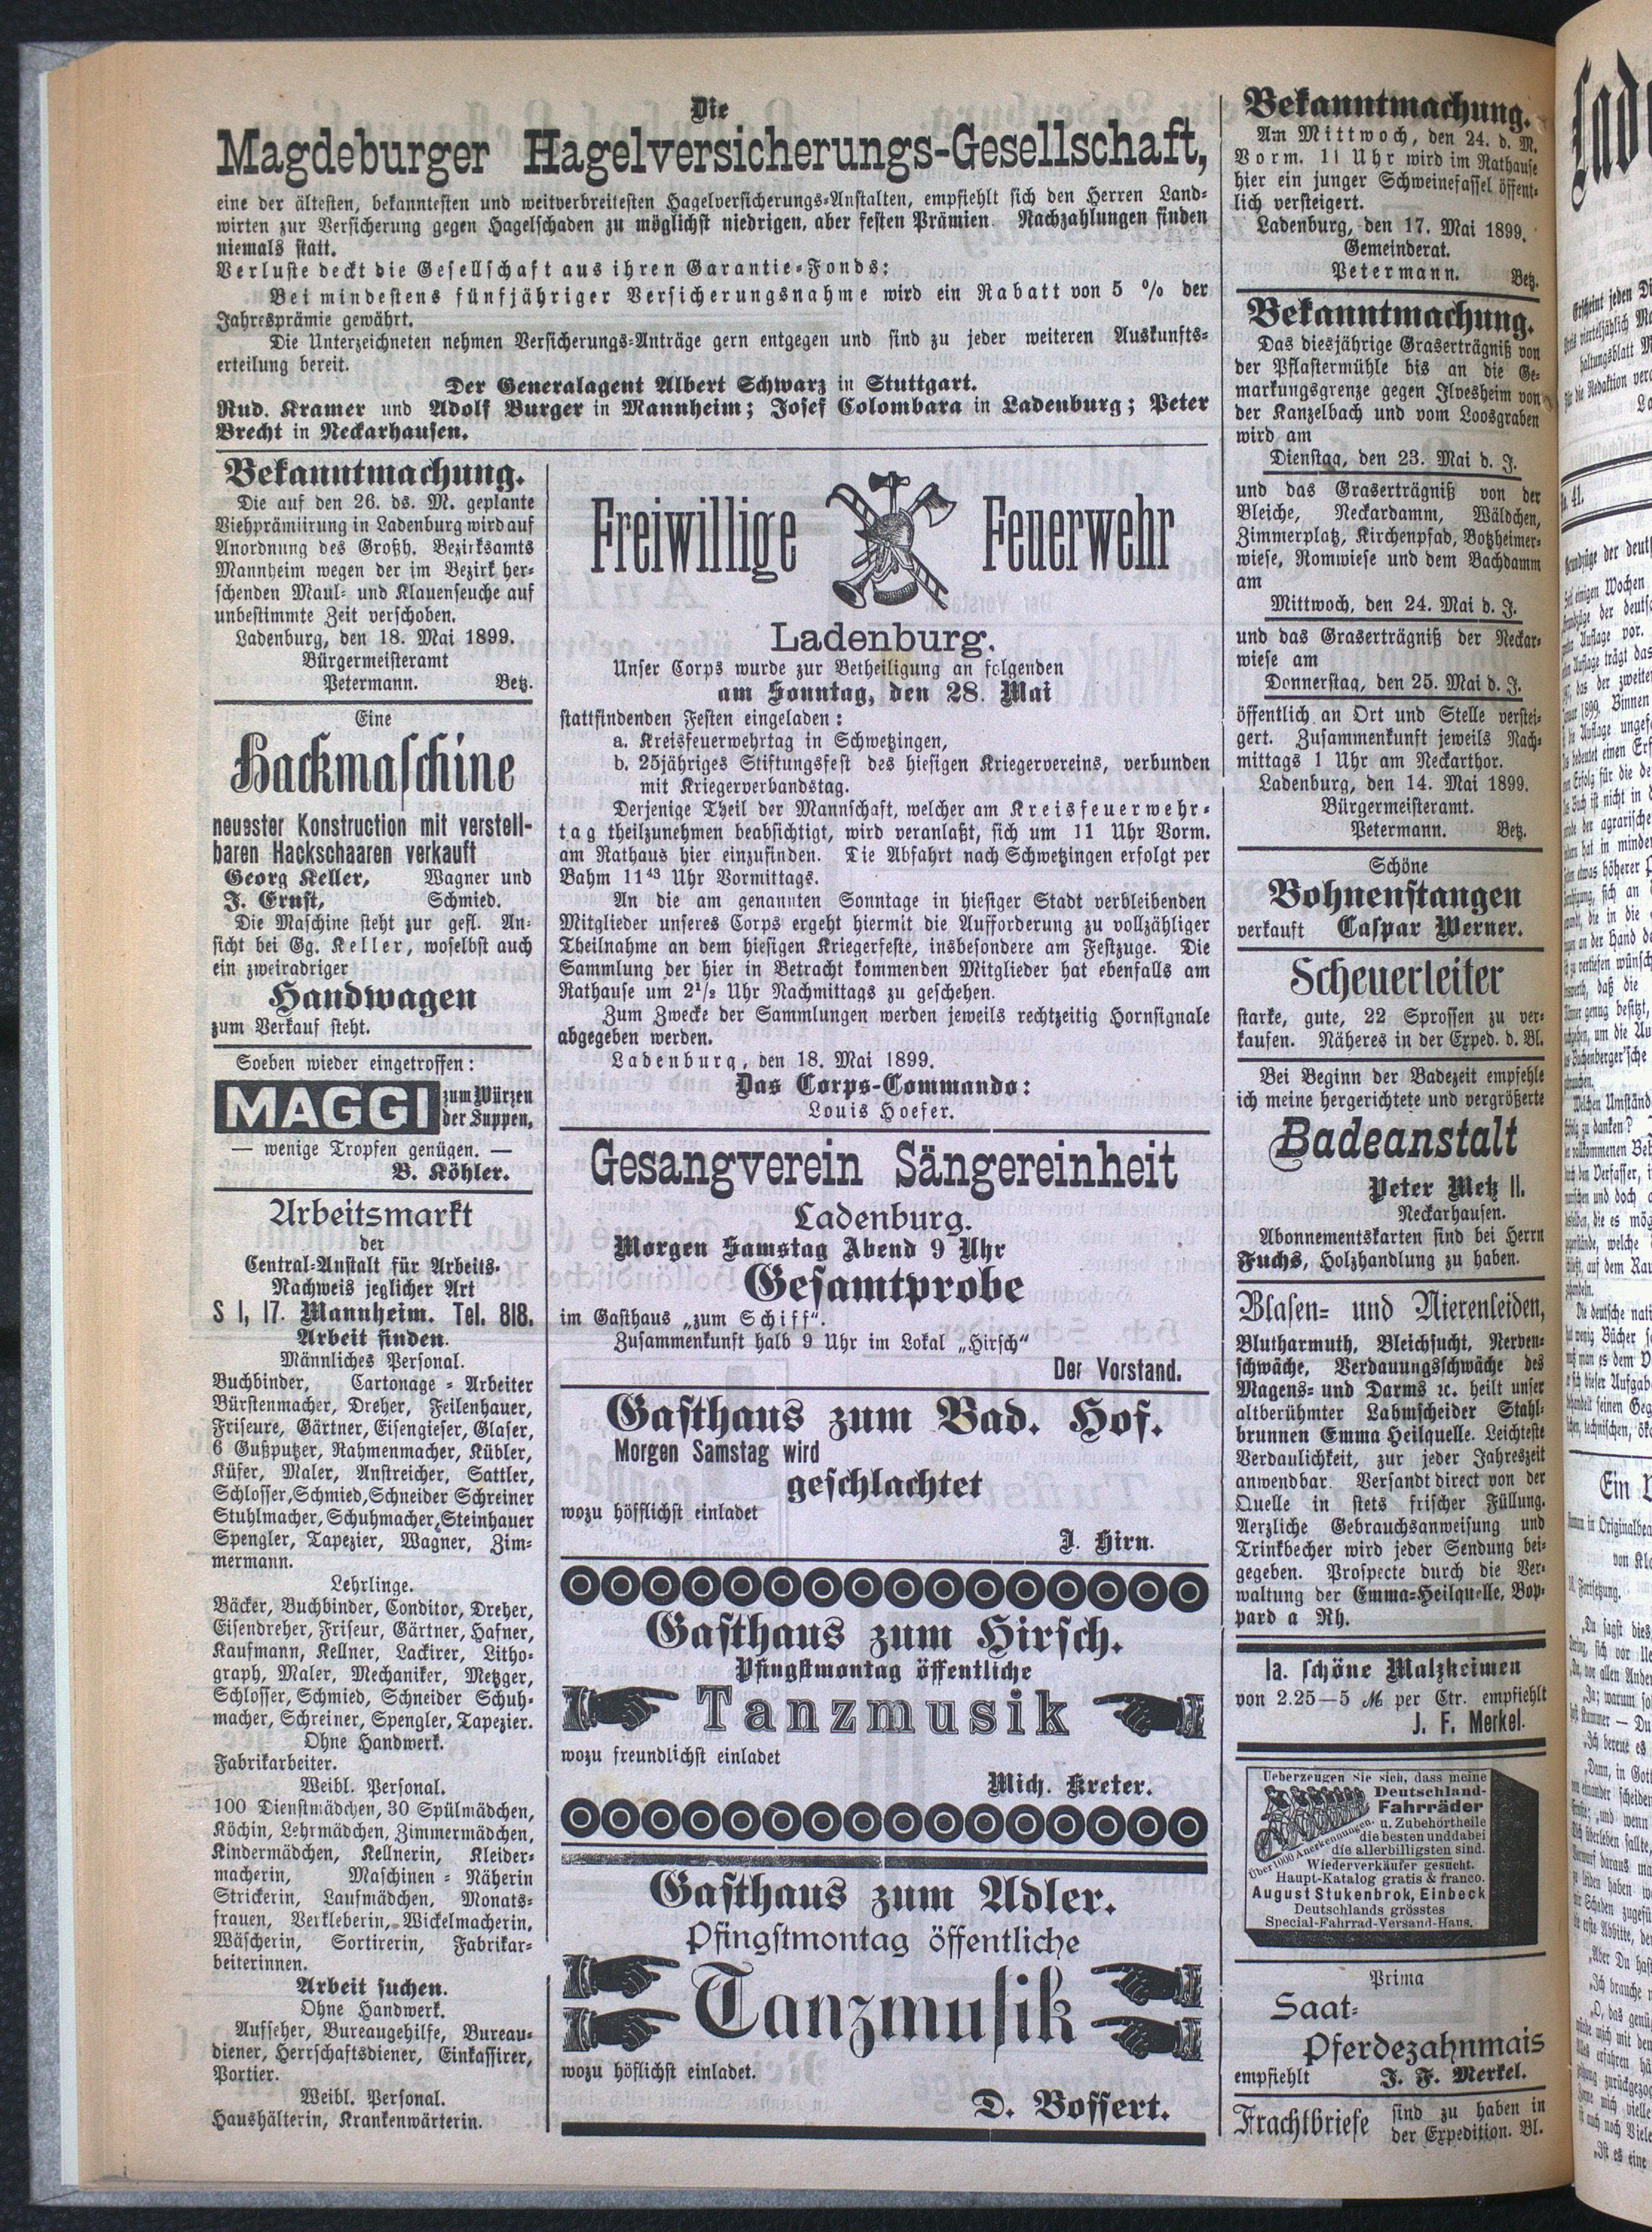 Die
Magdeburger Hagelversicherungs-Gesellschaft,
eine der ältesten, bekanntesten und weitverbreitesten Hagelversicherungs-Anstalten, empfiehlt sich den Herren Land-
wirten zur Versicherung gegen Hagelschaden zu möglichst niedrigen, aber festen Prämien. Nachzahlungen finden
niemals statt.
Verluste deckt die Gesellschaft aus ihren Garantie-Fonds:
Bei mindestens fünfjähriger Versicherungsnahme wird ein Rabatt von 5 % der
Jahresprämie gewährt.
Die Unterzeichneten nehmen Versicherungs-Anträge gern entgegen und sind zu jeder weiteren Auskunfts-
erteilung bereit.
Der Generalagent Albert Schwarz in Stuttgart.
Rud. Kramer und Adolf Burger in Mannheim; Josef Colombara in Ladenburg; Peter
Brecht in Neckarhausen.
Bekanntmachung.
Die auf den 26. ds. M. geplante
Viehprämiirung in Ladenburg wird auf
Anordnung des Großh. Bezirksamts
Mannheim wegen der im Bezirk her-
schenden Maul- und Klauenseuche auf
unbestimmte Zeit verschoben.
Ladenburg, den 18. Mai 1899.
Bürgermeisteramt
Petermann. Betz.
Eine
Hackmaschine
neuester Konstruction mit verstell-
baren Hackschaaren verkauft
Georg Keller, Wagner und
J. Ernst, Schmied.
Die Maschine steht zur gefl. An-
sicht bei Gg. Keller, woselbst auch
ein zweiradriger
Handwagen
zum Verkauf steht.
Soeben wieder eingetroffen:
MAGGI zum Würzen
der Suppen,
— wenige Tropfen genügen. —
B. Köhler.
Arbeitsmarkt
der
Central-Anstalt für Arbeits-
Nachweis jeglicher Art
S 1, 17. Mannheim. Tel. 818.
Arbeit finden.
Männliches Personal.
Buchbinder, Cartonage - Arbeiter
Bürstenmacher, Dreher, Feilenhauer,
Friseure, Gärtner, Eisengieser, Glaser,
6 Gußputzer, Rahmenmacher, Kübler,
Küfer, Maler, Anstreicher, Sattler,
Schlosser, Schmied, Schneider Schreiner
Stuhlmacher, Schuhmacher, Steinhauer
Spengler, Tapezier, Wagner, Zim-
mermann.
Lehrlinge.
Bäcker, Buchbinder, Conditor, Dreher,
Eisendreher, Friseur, Gärtner, Hafner,
Kaufmann, Kellner, Lackirer, Litho-
graph, Maler, Mechaniker, Metzger,
Schlosser, Schmied, Schneider Schuh-
macher, Schreiner, Spengler, Tapezier.
Ohne Handwerk.
Fabrikarbeiter.
Weibl. Personal.
100 Dienstmädchen, 30 Spülmädchen,
Köchin, Lehrmädchen, Zimmermädchen,
Kindermädchen, Kellnerin, Kleider-
macherin, Maschinen - Näherin
Strickerin, Laufmädchen, Monats-
frauen, Verkleberin, Wickelmacherin,
Wäscherin, Sortirerin, Fabrikar-
beiterinnen.
Arbeit suchen.
Ohne Handwerk.
Aufseher, Bureaugehilfe, Bureau-
diener, Herrschaftsdiener, Einkassirer,
Portier.
Weibl. Personal.
Haushälterin, Krankenwärterin.
Freiwillige Feuerwehr
Ladenburg.
Unser Corps wurde zur Betheiligung an folgenden
am Sonntag, den 28. Mai
stattfindenden Festen eingeladen:
a. Kreisfeuerwehrtag in Schwetzingen,
b. 25jähriges Stiftungsfest des hiesigen Kriegervereins, verbunden
mit Kriegerverbandstag.
Derjenige Theil der Mannschaft, welcher am Kreisfeuerwehr-
tag theilzunehmen beabsichtigt, wird veranlaßt, sich um 11 Uhr Vorm.
am Rathaus hier einzufinden. Die Abfahrt nach Schwetzingen erfolgt per
Bahm 11⁴³ Uhr Vormittags.
An die am genannten Sonntage in hiesiger Stadt verbleibenden
Mitglieder unseres Corps ergeht hiermit die Aufforderung zu vollzähliger
Theilnahme an dem hiesigen Kriegerfeste, insbesondere am Festzuge. Die
Sammlung der hier in Betracht kommenden Mitglieder hat ebenfalls am
Rathause um 2½ Uhr Nachmittags zu geschehen.
Zum Zwecke der Sammlungen werden jeweils rechtzeitig Hornsignale
abgegeben werden.
Ladenburg, den 18. Mai 1899.
Das Corps-Commando:
Louis Hoefer.
Gesangverein Sängereinheit
Ladenburg.
Morgen Samstag Abend 9 Uhr
Gesamtprobe
im Gasthaus „zum Schiff“.
Zusammenkunft halb 9 Uhr im Lokal „Hirsch“
Der Vorstand.
Gasthaus zum Bad. Hof.
Morgen Samstag wird
geschlachtet
wozu höfflichst einladet
J. Hirn.
Gasthaus zum Hirsch.
Pfingstmontag öffentliche
Tanzmusik
wozu freundlichst einladet
Mich. Kreter.
Gasthaus zum Adler.
Pfingstmontag öffentliche
Tanzmusik
wozu höflichst einladet.
D. Bossert.
Bekanntmachung.
Am Mittwoch, den 24. d. M.
Vorm. 11 Uhr wird im Rathause
hier ein junger Schweinefassel öffent-
lich versteigert.
Ladenburg, den 17. Mai 1899.
Gemeinderat.
Petermann. Betz.
Bekanntmachung.
Das diesjährige Graserträgniß von
der Pflastermühle bis an die Ge-
markungsgrenze gegen Ilvesheim von
der Kanzelbach und vom Loosgraben
wird am
Dienstag, den 23. Mai d. J.
und das Graserträgniß von der
Bleiche, Neckardamm, Wäldchen,
Zimmerplatz, Kirchenpfad, Botzheimer-
wiese, Romwiese und dem Bachdamm
am
Mittwoch, den 24. Mai d. J.
und das Graserträgniß der Neckar-
wiese am
Donnerstag, den 25. Mai d. J.
öffentlich an Ort und Stelle verstei-
gert. Zusammenkunft jeweils Nach-
mittags 1 Uhr am Neckarthor.
Ladenburg, den 14. Mai 1899.
Bürgermeisteramt.
Petermann. Betz.
Schöne
Bohnenstangen
verkauft Caspar Werner.
Scheuerleiter
starke, gute, 22 Sprossen zu ver-
kaufen. Näheres in der Exped. d. Bl.
Bei Beginn der Badezeit empfehle
ich meine hergerichtete und vergrößerte
Badeanstalt
Peter Metz II.
Neckarhausen.
Abonnementskarten sind bei Herrn
Fuchs, Holzhandlung zu haben.
Blasen- und Nierenleiden,
Blutharmuth, Bleichsucht, Nerven-
schwäche, Verdauungsschwäche des
Magens- und Darms ꝛc. heilt unser
altberühmter Labmscheider Stahl-
brunnen Emma Heilquelle. Leichteste
Verdaulichkeit, zur jeder Jahreszeit
anwendbar. Versandt direct von der
Quelle in stets frischer Füllung.
Aerzliche Gebrauchsanweisung und
Trinkbecher wird jeder Sendung bei-
gegeben. Prospecte durch die Ver-
waltung der Emma-Heilquelle, Bop-
pard a Rh.
Ia. schöne Malzkeimen
von 2.25—5 ℳ per Ctr. empfiehlt
J. F. Merkel.
Ueberzeugen Sie sich, dass meine
Deutschland-
Fahrräder
u. Zubehörtheile
die besten und dabei
die allerbilligsten sind.
Über 1000 Anerkennungen.
Wiederverkäufer gesucht.
Haupt-Katalog gratis & franco.
August Stukenbrok, Einbeck
Deutschlands grösstes
Special-Fahrrad-Versand-Haus.
Prima
Saat-
Pferdezahnmais
empfiehlt J. F. Merkel.
Frachtbriefe sind zu haben in
der Expedition. Bl.